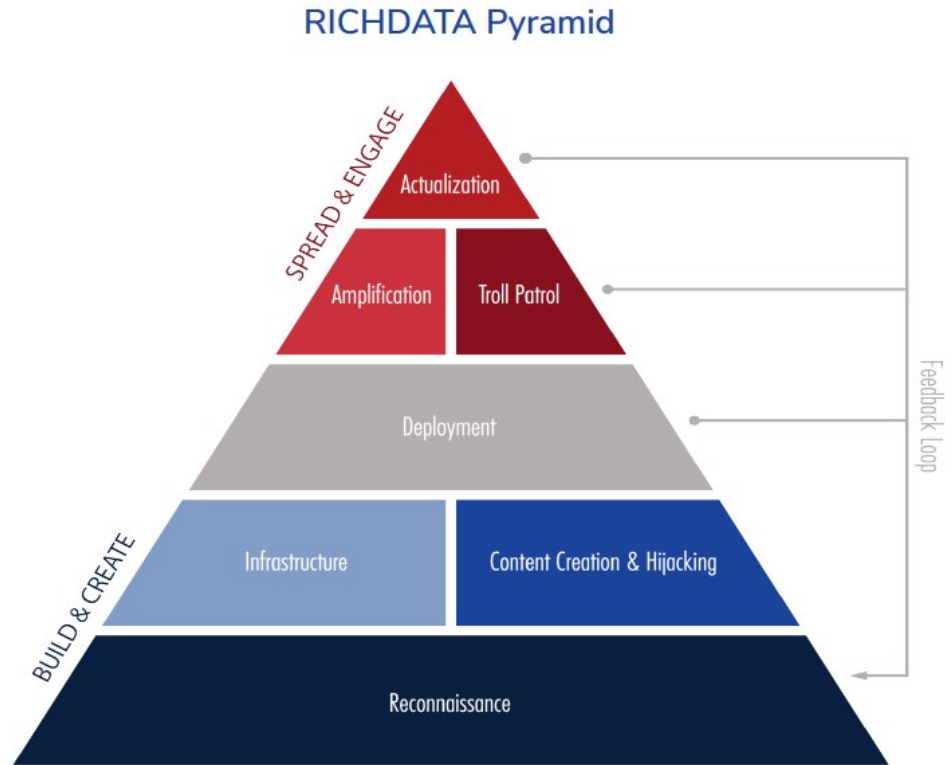 RICHDATA Pyramid
SPREAD & ENGAGE
Actualization
Amplification
Troll Patrol
Deployment
Feedback Loop
BUILD & CREATE
Infrastructure
Content Creation & Hijacking
Reconnaissance